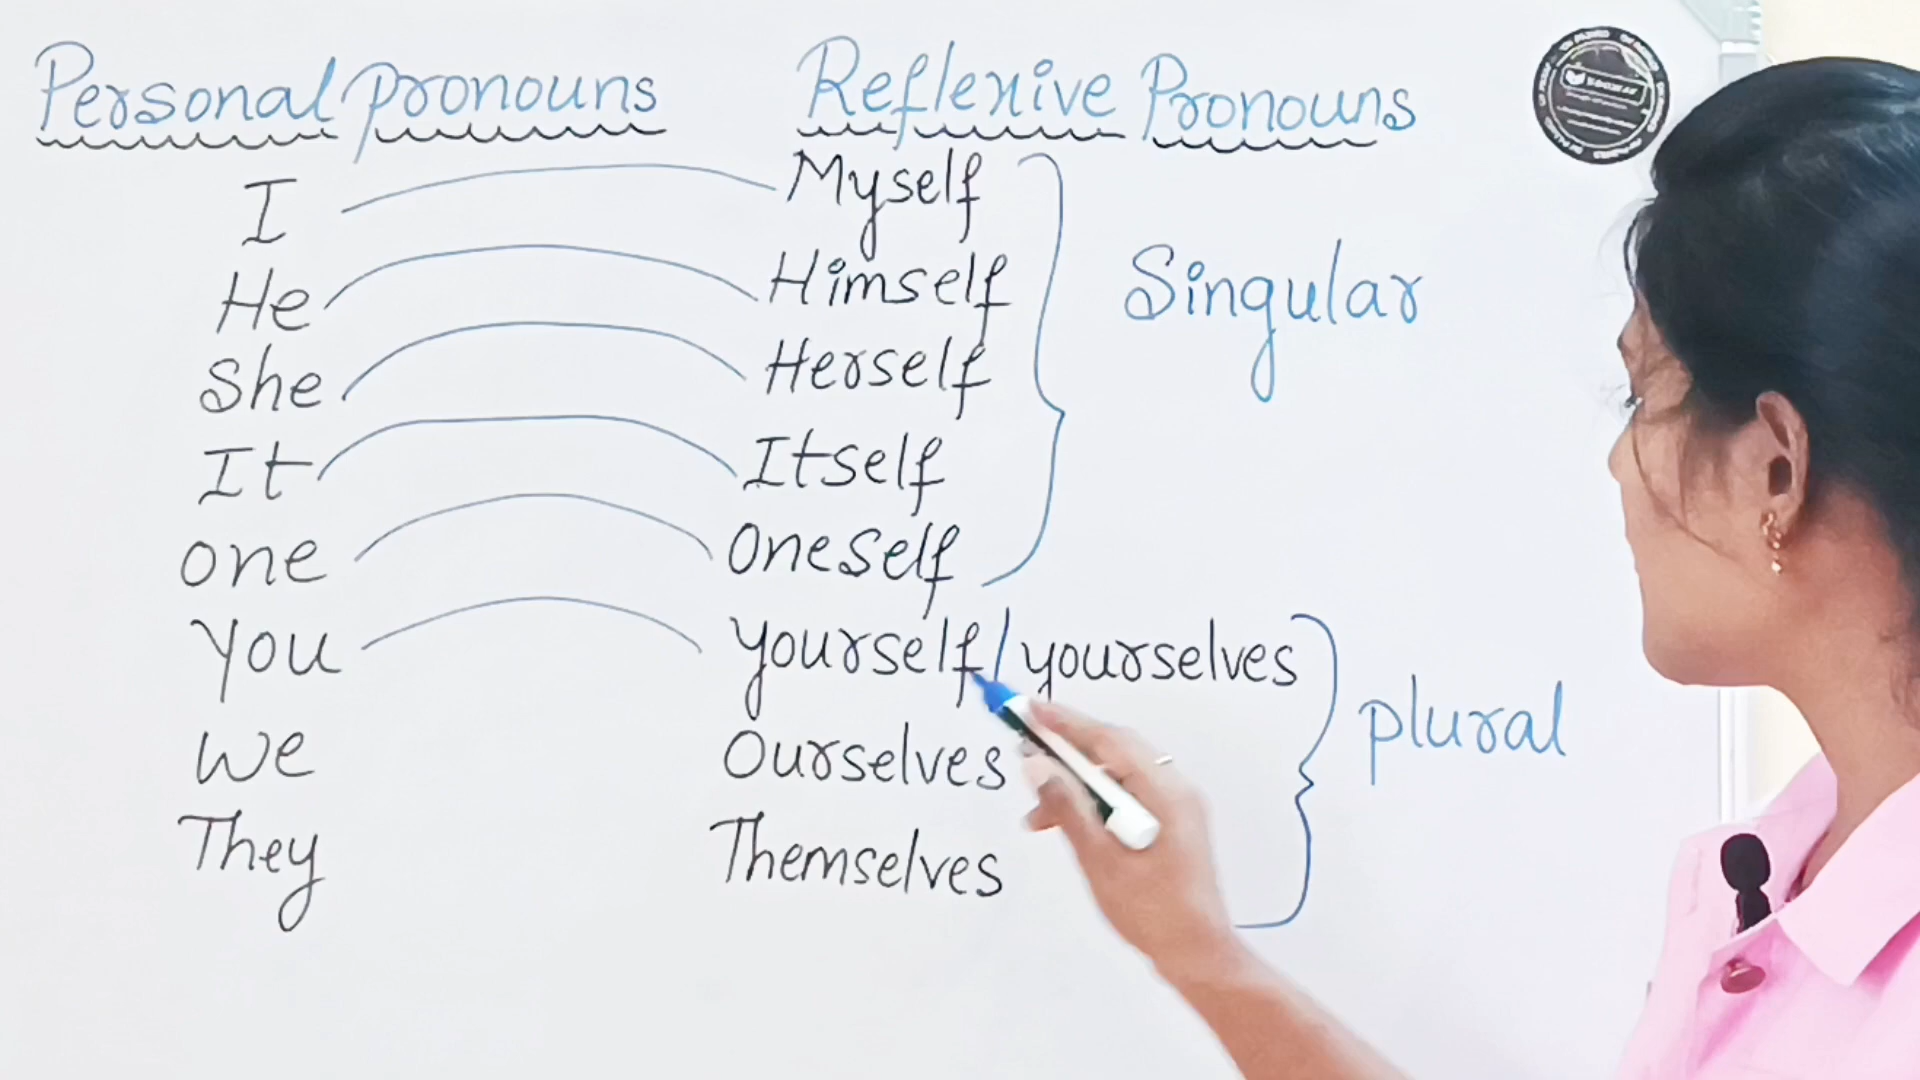 Personal pronouns Reflexive Pronouns
I Myself
He Himself
She Herself
It Itself
one Oneself
Singular
You yourself/yourselves
We Ourselves
They Themselves
plural